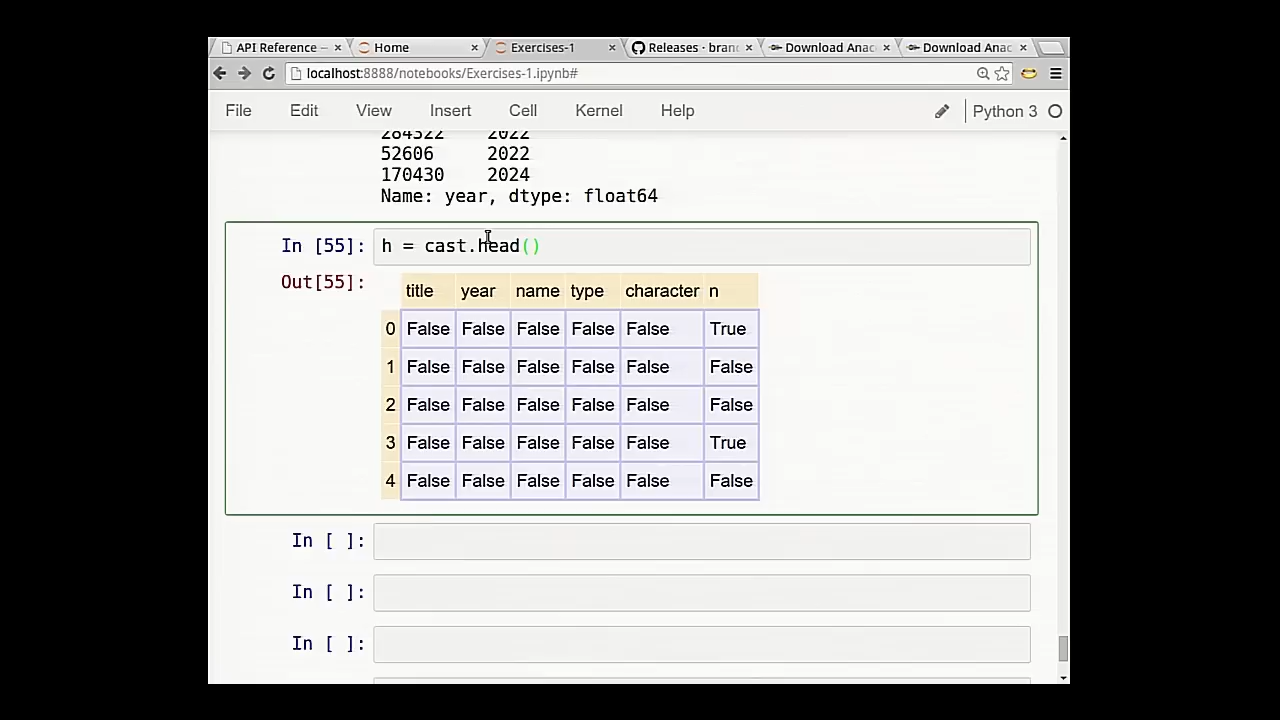 API Reference —
Home
Exercises-1
Releases · bran
Download Anac
Download Anac
localhost:8888/notebooks/Exercises-1.ipynb#
File Edit View Insert Cell Kernel Help Python 3
284322 2022
52606 2022
170430 2024
Name: year, dtype: float64
In [55]: h = cast.head()
Out[55]:
title year name type character n
0 False False False False False True
1 False False False False False False
2 False False False False False False
3 False False False False False True
4 False False False False False False
In [ ]:
In [ ]:
In [ ]: